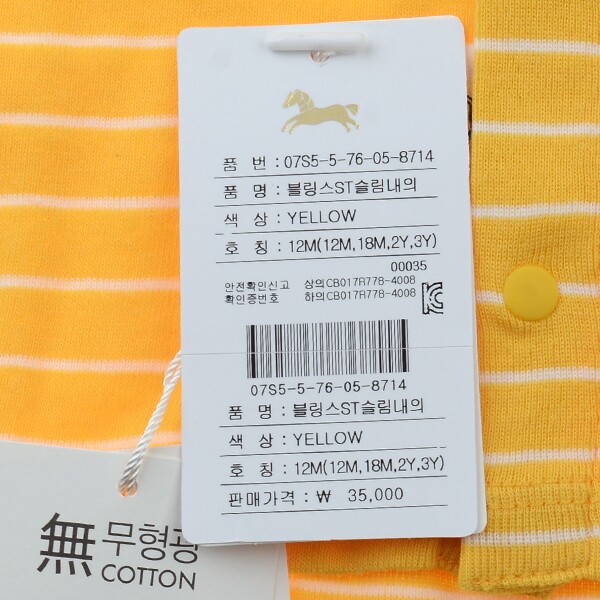 품 번 : 07S5-5-76-05-8714
품 명 : 블링스ST슬림내의
색 상 : YELLOW
호 칭 : 12M(12M,18M,2Y,3Y)
00035
안전확인신고 상의CB017R778-4008
확인증번호 하의CB017R778-4008
07S5-5-76-05-8714
품 명 : 블링스ST슬림내의
색 상 : YELLOW
호 칭 : 12M(12M,18M,2Y,3Y)
판매가격 : ₩ 35,000
無 무형광
COTTON